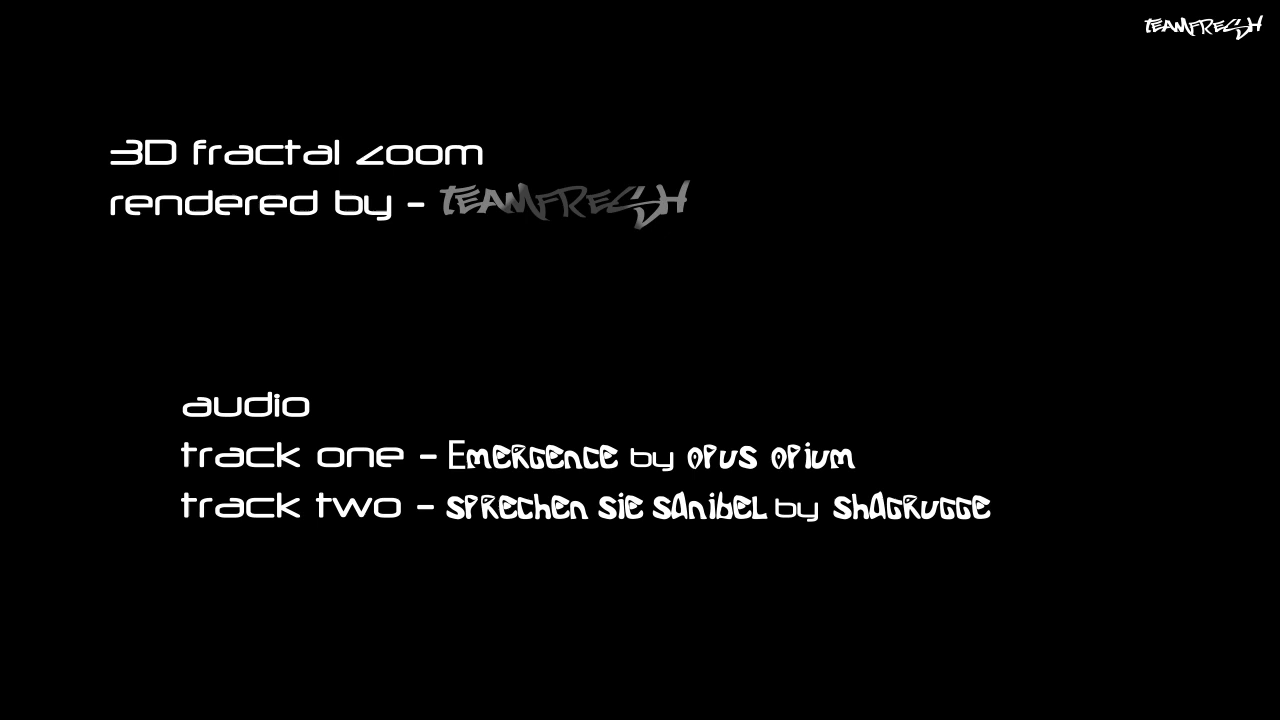 TEAMFRESH
3D fractal zoom
rendered by - TEAMFRESH
audio
track one - Emergence by opus opium
track two - sprechen sie sanibel by shagrugge